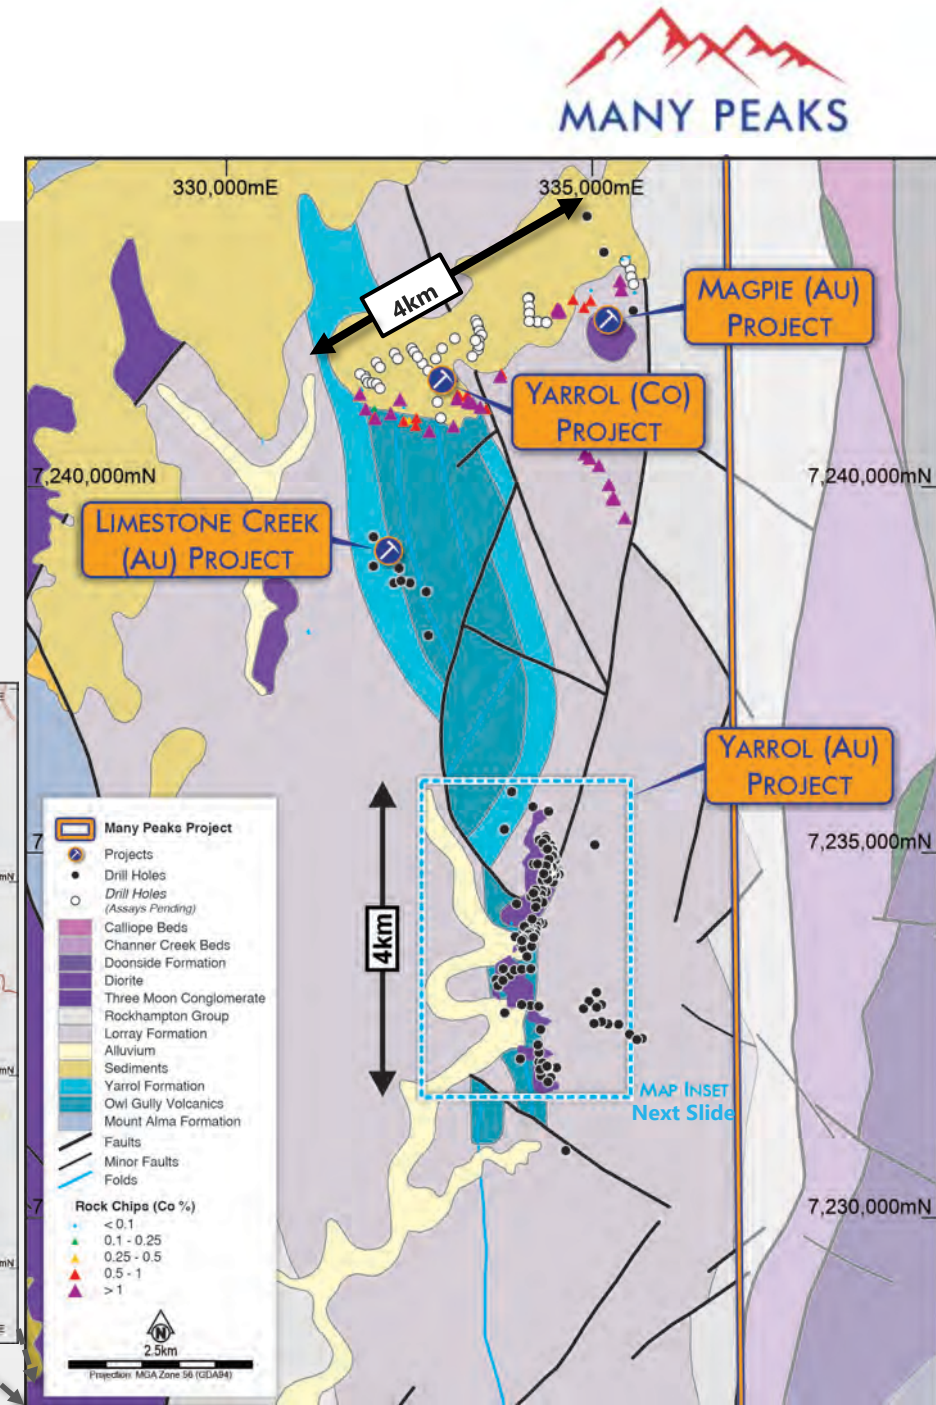 MANY PEAKS
330,000mE
335,000mE
4km
MAGPIE (AU)
PROJECT
YARROL (CO)
PROJECT
7,240,000mN
7,240,000mN
LIMESTONE CREEK
(AU) PROJECT
YARROL (AU)
PROJECT
7,235,000mN
4km
MAP INSET
Next Slide
7,230,000mN
Many Peaks Project
Projects
Drill Holes
Drill Holes
(Assays Pending)
Calliope Beds
Channer Creek Beds
Doonside Formation
Diorite
Three Moon Conglomerate
Rockhampton Group
Lorray Formation
Alluvium
Sediments
Yarrol Formation
Owl Gully Volcanics
Mount Alma Formation
Faults
Minor Faults
Folds
Rock Chips (Co %)
< 0.1
0.1 - 0.25
0.25 - 0.5
0.5 - 1
> 1
N
2.5km
Projection: MGA Zone 56 (GDA94)